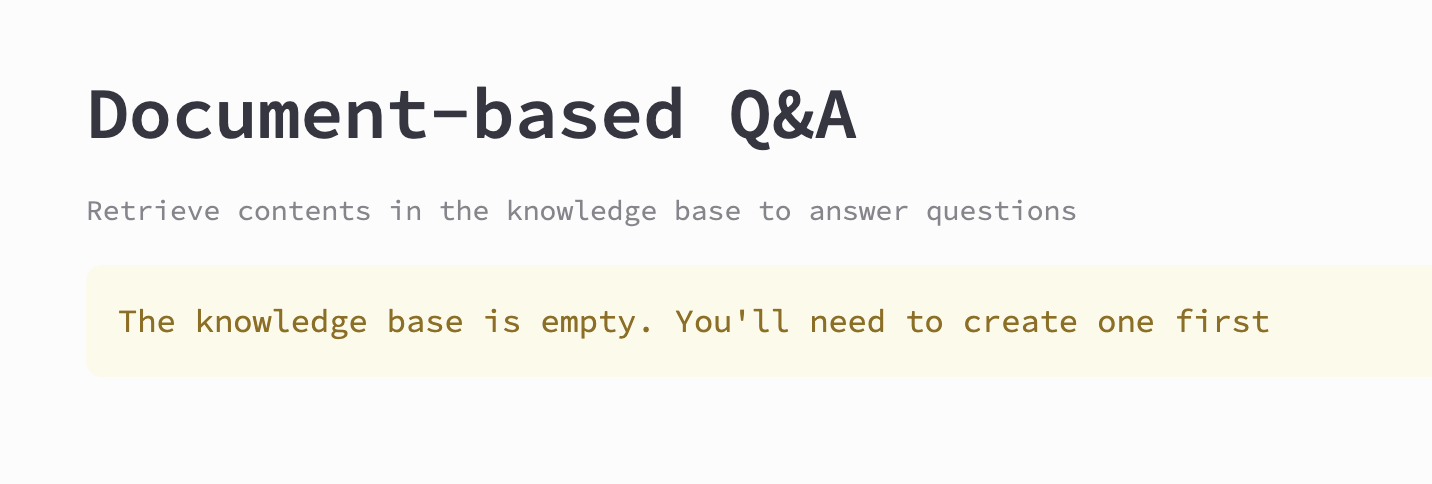 Document-based Q&A
Retrieve contents in the knowledge base to answer questions
The knowledge base is empty. You'll need to create one first